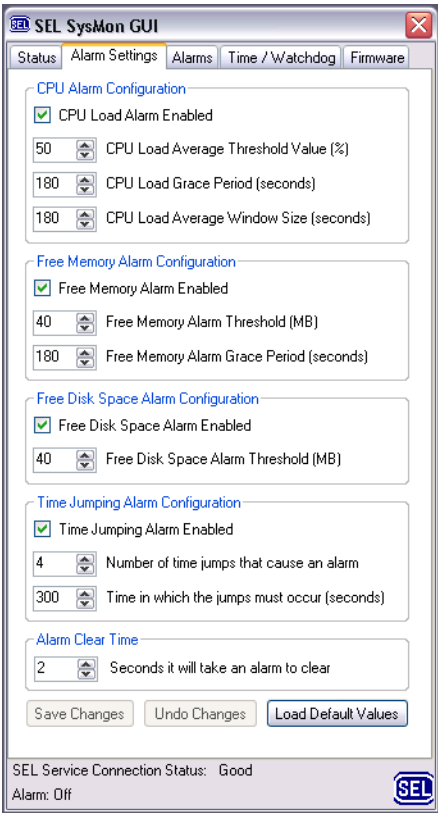 SEL SEL SysMon GUI
Status Alarm Settings Alarms Time / Watchdog Firmware
CPU Alarm Configuration
CPU Load Alarm Enabled
50 CPU Load Average Threshold Value (%)
180 CPU Load Grace Period (seconds)
180 CPU Load Average Window Size (seconds)
Free Memory Alarm Configuration
Free Memory Alarm Enabled
40 Free Memory Alarm Threshold (MB)
180 Free Memory Alarm Grace Period (seconds)
Free Disk Space Alarm Configuration
Free Disk Space Alarm Enabled
40 Free Disk Space Alarm Threshold (MB)
Time Jumping Alarm Configuration
Time Jumping Alarm Enabled
4 Number of time jumps that cause an alarm
300 Time in which the jumps must occur (seconds)
Alarm Clear Time
2 Seconds it will take an alarm to clear
Save Changes Undo Changes Load Default Values
SEL Service Connection Status: Good
Alarm: Off
SEL